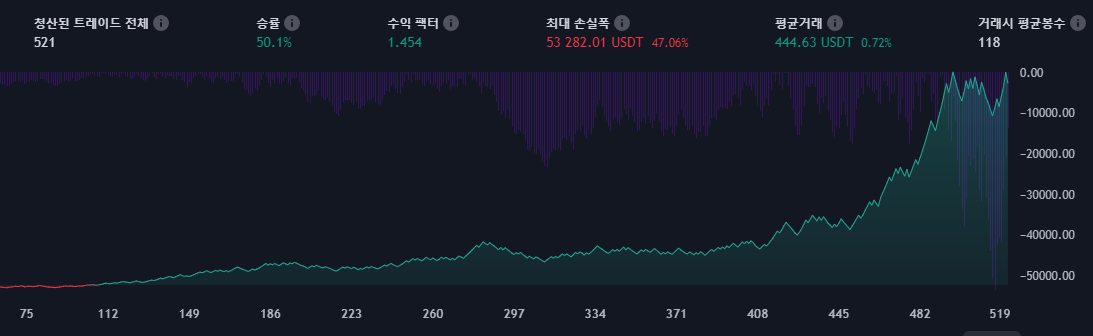 청산된 트레이드 전체 승률 수익 팩터 최대 손실폭 평균거래 거래시 평균봉수
521 50.1% 1.454 53 282.01 USDT 47.06% 444.63 USDT 0.72% 118
0.00
−10000.00
−20000.00
−30000.00
−40000.00
−50000.00
75 112 149 186 223 260 297 334 371 408 445 482 519